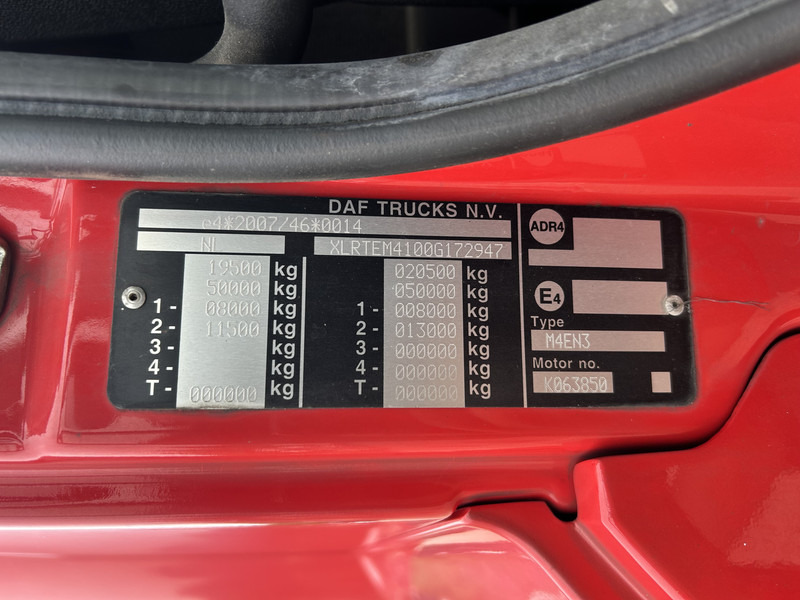 DAF TRUCKS N.V.
e4*2007/46*0014
NL XLRTEM4100G172947
19500 kg
50000 kg
1 - 08000 kg
2 - 11500 kg
3 - kg
4 - kg
T - 000000 kg
020500 kg
050000 kg
1 - 008000 kg
2 - 013000 kg
3 - 000000 kg
4 - 000000 kg
T - 000000 kg
ADR4
E4
Type
M4EN3
Motor no.
K063850